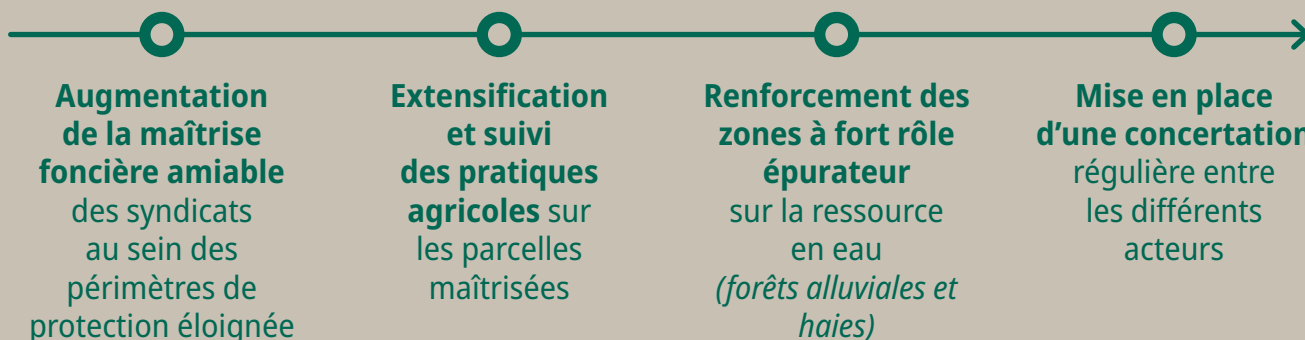 Augmentation
de la maîtrise
foncière amiable
des syndicats
au sein des
périmètres de
protection éloignée
Extensification
et suivi
des pratiques
agricoles sur
les parcelles
maîtrisées
Renforcement des
zones à fort rôle
épurateur
sur la ressource
en eau
(forêts alluviales et
haies)
Mise en place
d'une concertation
régulière entre
les différents
acteurs